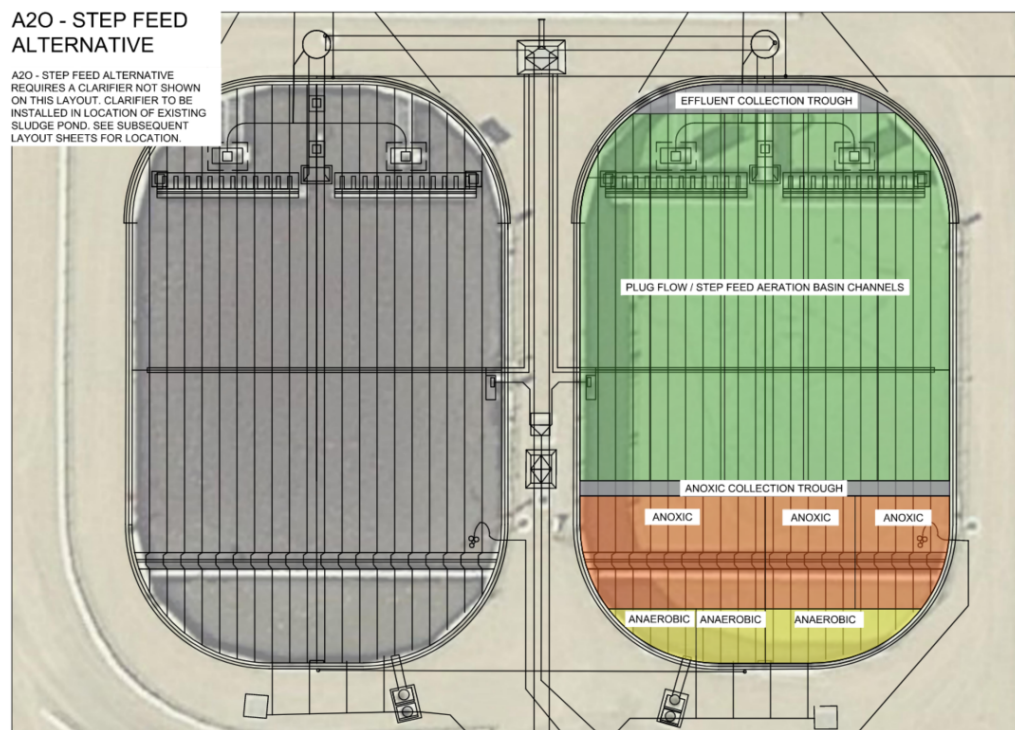 A2O - STEP FEED
ALTERNATIVE
A2O - STEP FEED ALTERNATIVE
REQUIRES A CLARIFIER NOT SHOWN
ON THIS LAYOUT. CLARIFIER TO BE
INSTALLED IN LOCATION OF EXISTING
SLUDGE POND. SEE SUBSEQUENT
LAYOUT SHEETS FOR LOCATION.
EFFLUENT COLLECTION TROUGH
PLUG FLOW / STEP FEED AERATION BASIN CHANNELS
ANOXIC COLLECTION TROUGH
ANOXIC ANOXIC ANOXIC
ANAEROBIC ANAEROBIC ANAEROBIC